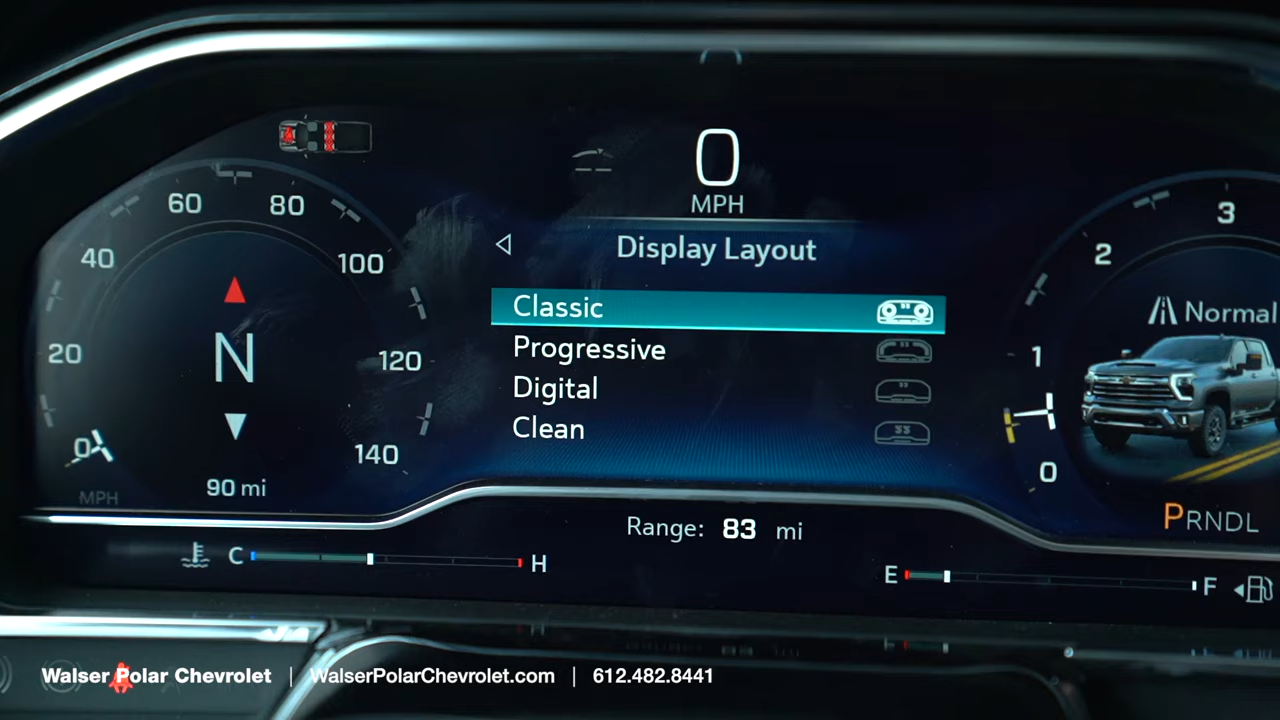 0
MPH
60 80
40
100
20
120
0
140
MPH
N
90 mi
Display Layout
Classic
Progressive
Digital
Clean
3
2
1
0
Normal
PRNDL
Range: 83 mi
C H
E F
Walser Polar Chevrolet | WalserPolarChevrolet.com | 612.482.8441